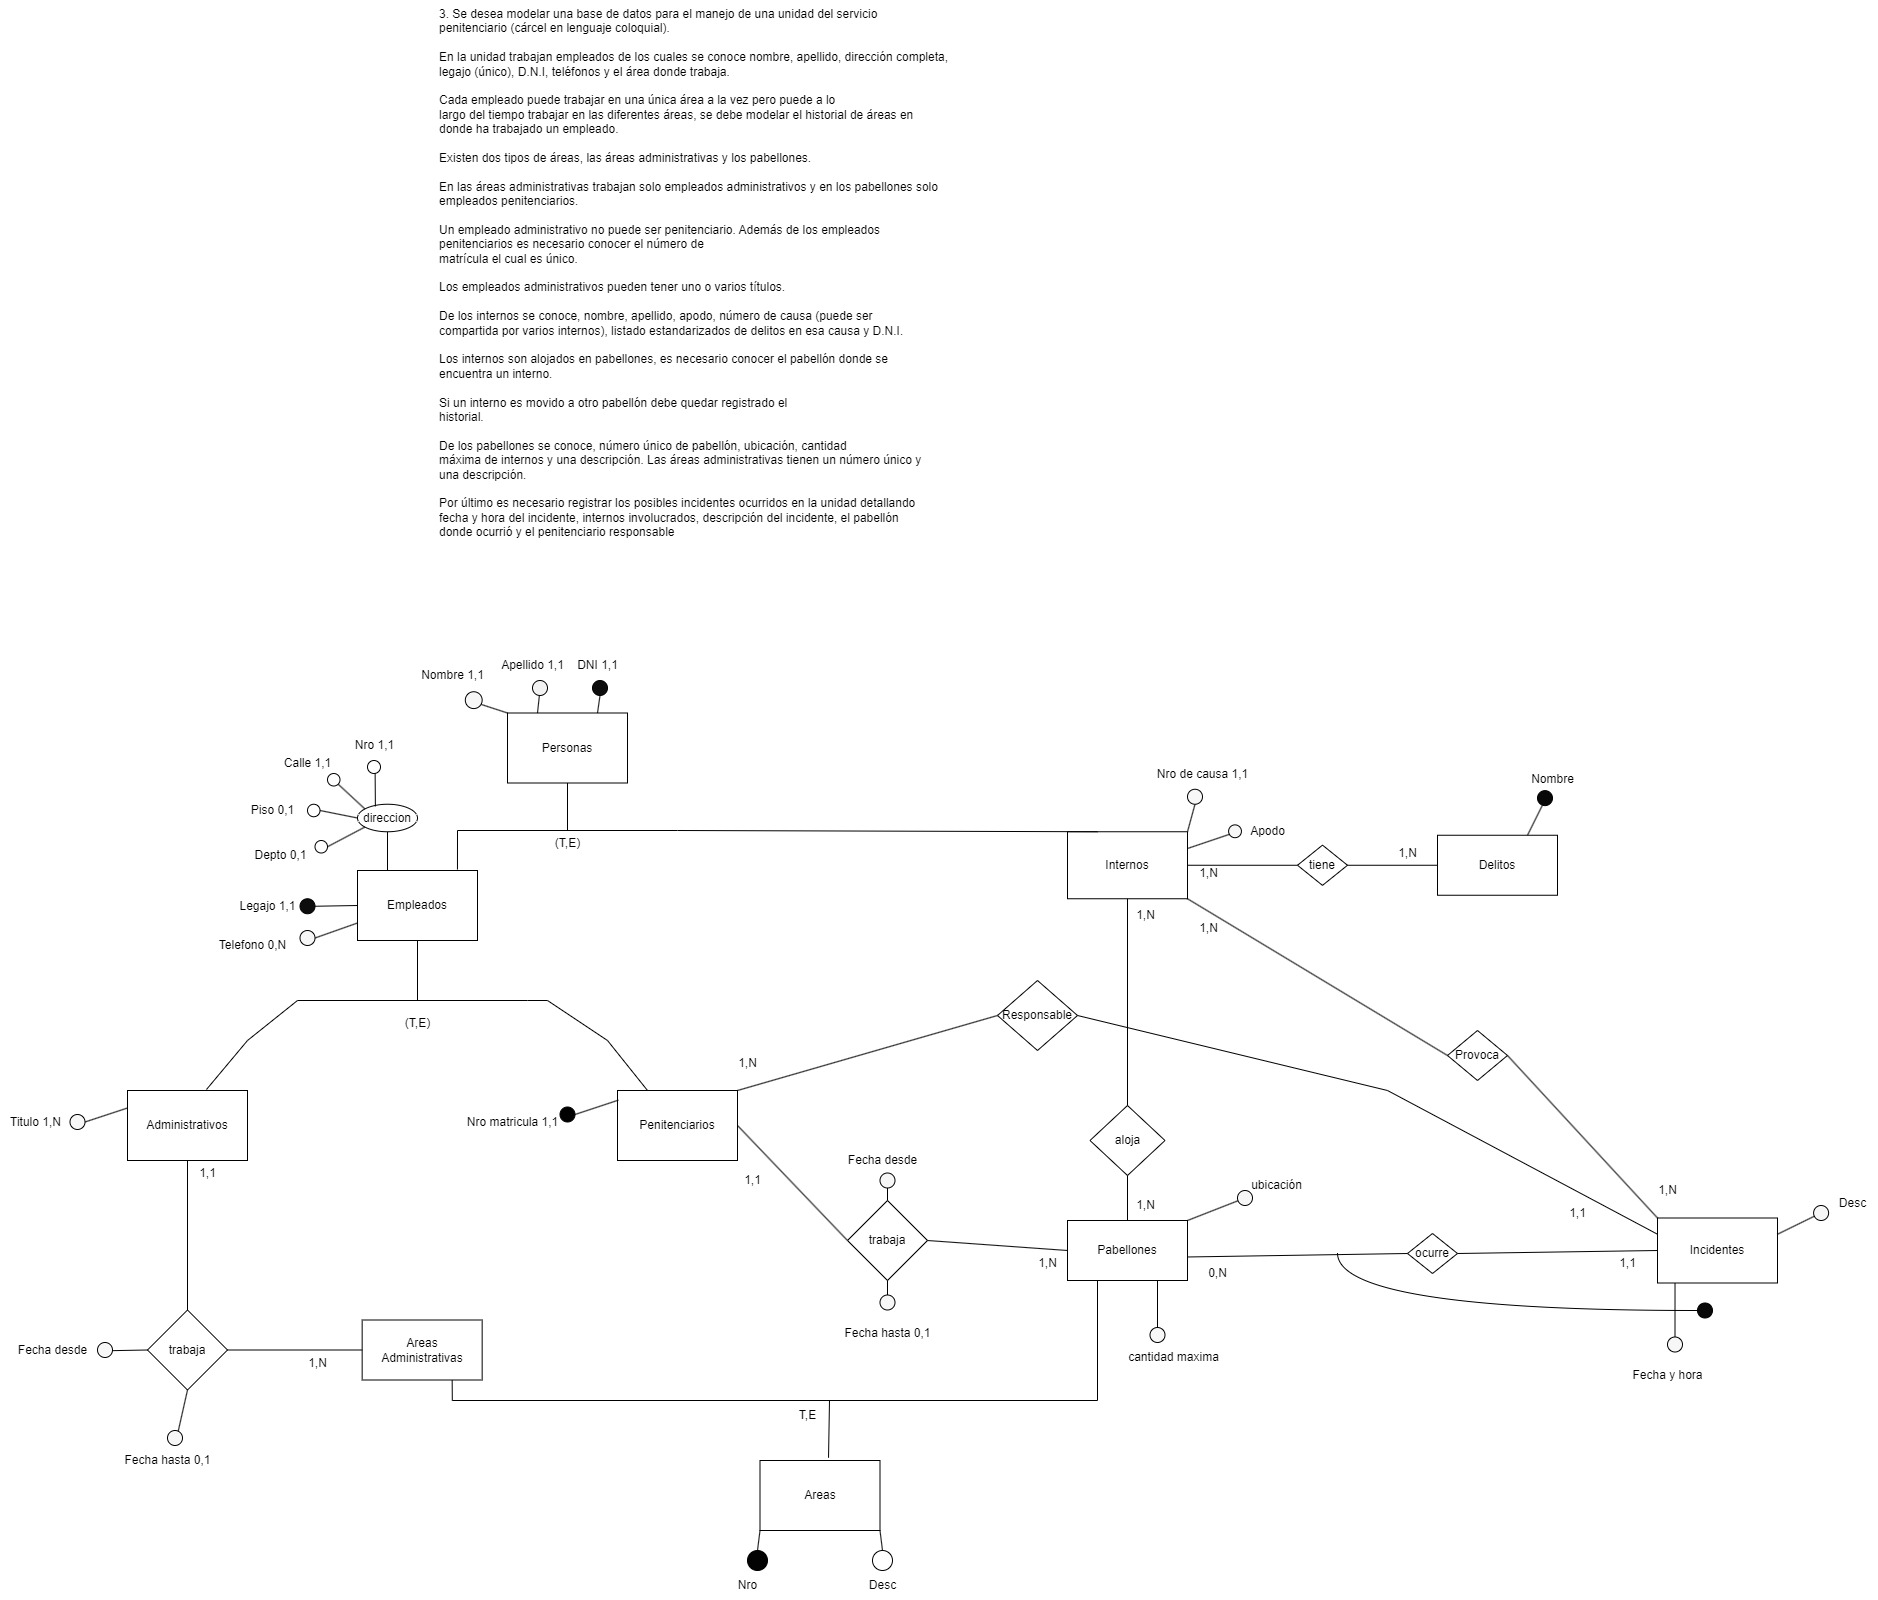 3. Se desea modelar una base de datos para el manejo de una unidad del servicio
penitenciario (cárcel en lenguaje coloquial).
En la unidad trabajan empleados de los cuales se conoce nombre, apellido, dirección completa,
legajo (único), D.N.I, teléfonos y el área donde trabaja.
Cada empleado puede trabajar en una única área a la vez pero puede a lo
largo del tiempo trabajar en las diferentes áreas, se debe modelar el historial de áreas en
donde ha trabajado un empleado.
Existen dos tipos de áreas, las áreas administrativas y los pabellones.
En las áreas administrativas trabajan solo empleados administrativos y en los pabellones solo
empleados penitenciarios.
Un empleado administrativo no puede ser penitenciario. Además de los empleados
penitenciarios es necesario conocer el número de
matrícula el cual es único.
Los empleados administrativos pueden tener uno o varios títulos.
De los internos se conoce, nombre, apellido, apodo, número de causa (puede ser
compartida por varios internos), listado estandarizados de delitos en esa causa y D.N.I.
Los internos son alojados en pabellones, es necesario conocer el pabellón donde se
encuentra un interno.
Si un interno es movido a otro pabellón debe quedar registrado el
historial.
De los pabellones se conoce, número único de pabellón, ubicación, cantidad
máxima de internos y una descripción. Las áreas administrativas tienen un número único y
una descripción.
Por último es necesario registrar los posibles incidentes ocurridos en la unidad detallando
fecha y hora del incidente, internos involucrados, descripción del incidente, el pabellón
donde ocurrió y el penitenciario responsable
Nombre 1,1
Apellido 1,1
DNI 1,1
Personas
Nro 1,1
Calle 1,1
Piso 0,1
direccion
Depto 0,1
(T,E)
Nro de causa 1,1
Apodo
Nombre
Internos
1,N
tiene
1,N
Delitos
Legajo 1,1
Empleados
Telefono 0,N
1,N
1,N
(T,E)
Responsable
Provoca
1,N
Titulo 1,N
Administrativos
Nro matricula 1,1
Penitenciarios
aloja
1,1
1,1
Fecha desde
ubicación
1,N
1,N
1,1
Desc
trabaja
1,N
Pabellones
0,N
ocurre
1,1
Incidentes
Fecha hasta 0,1
cantidad maxima
Fecha y hora
Fecha desde
trabaja
1,N
Areas
Administrativas
T,E
Fecha hasta 0,1
Areas
Nro
Desc